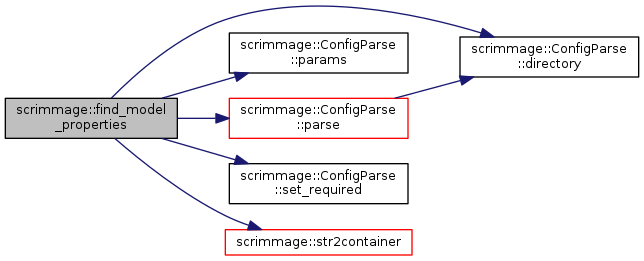 scrimmage::find_model
_properties
scrimmage::ConfigParse
::params
scrimmage::ConfigParse
::parse
scrimmage::ConfigParse
::set_required
scrimmage::str2container
scrimmage::ConfigParse
::directory